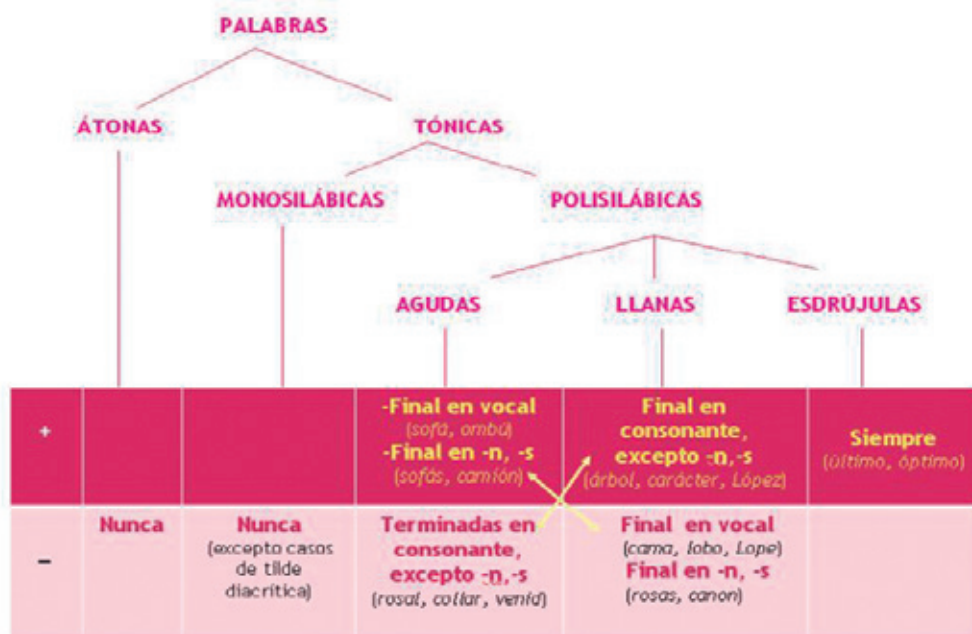 PALABRAS
ÁTONAS
TÓNICAS
MONOSILÁBICAS
POLISILÁBICAS
AGUDAS
LLANAS
ESDRÚJULAS
+
-Final en vocal
(sofá, ombú)
-Final en -n, -s
(sofás, camión)
Final en
consonante,
excepto -n,-s
(árbol, carácter, López)
Siempre
(último, óptimo)
–
Nunca
Nunca
(excepto casos
de tilde
diacrítica)
Terminadas en
consonante,
excepto -n,-s
(rosal, collar, venid)
Final en vocal
(cama, lobo, Lope)
Final en -n, -s
(rosas, canon)